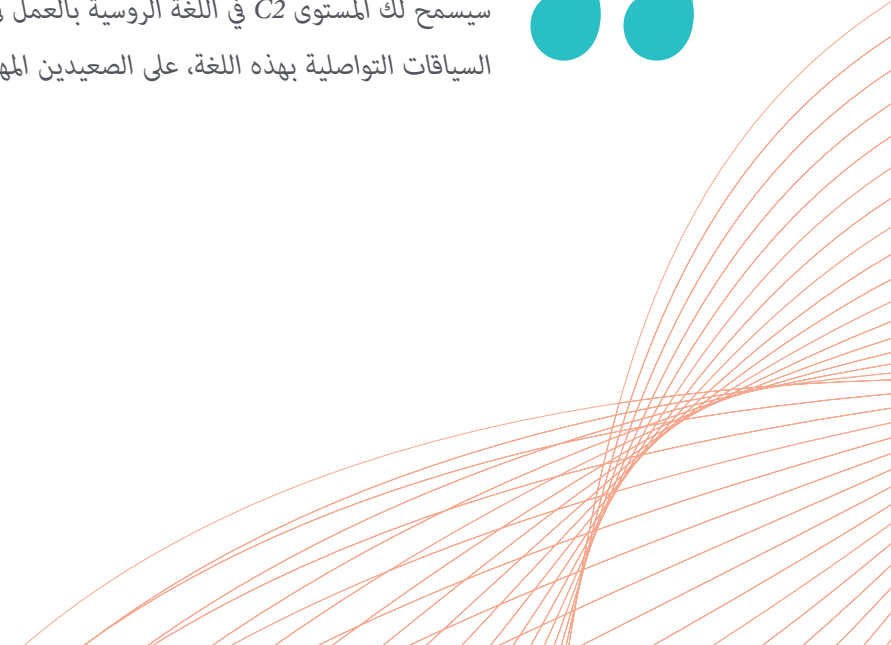 سيسمح لك المستوى C2 في اللغة الروسية بالعمل
السياقات التواصلية بهذه اللغة، على الصعيدين